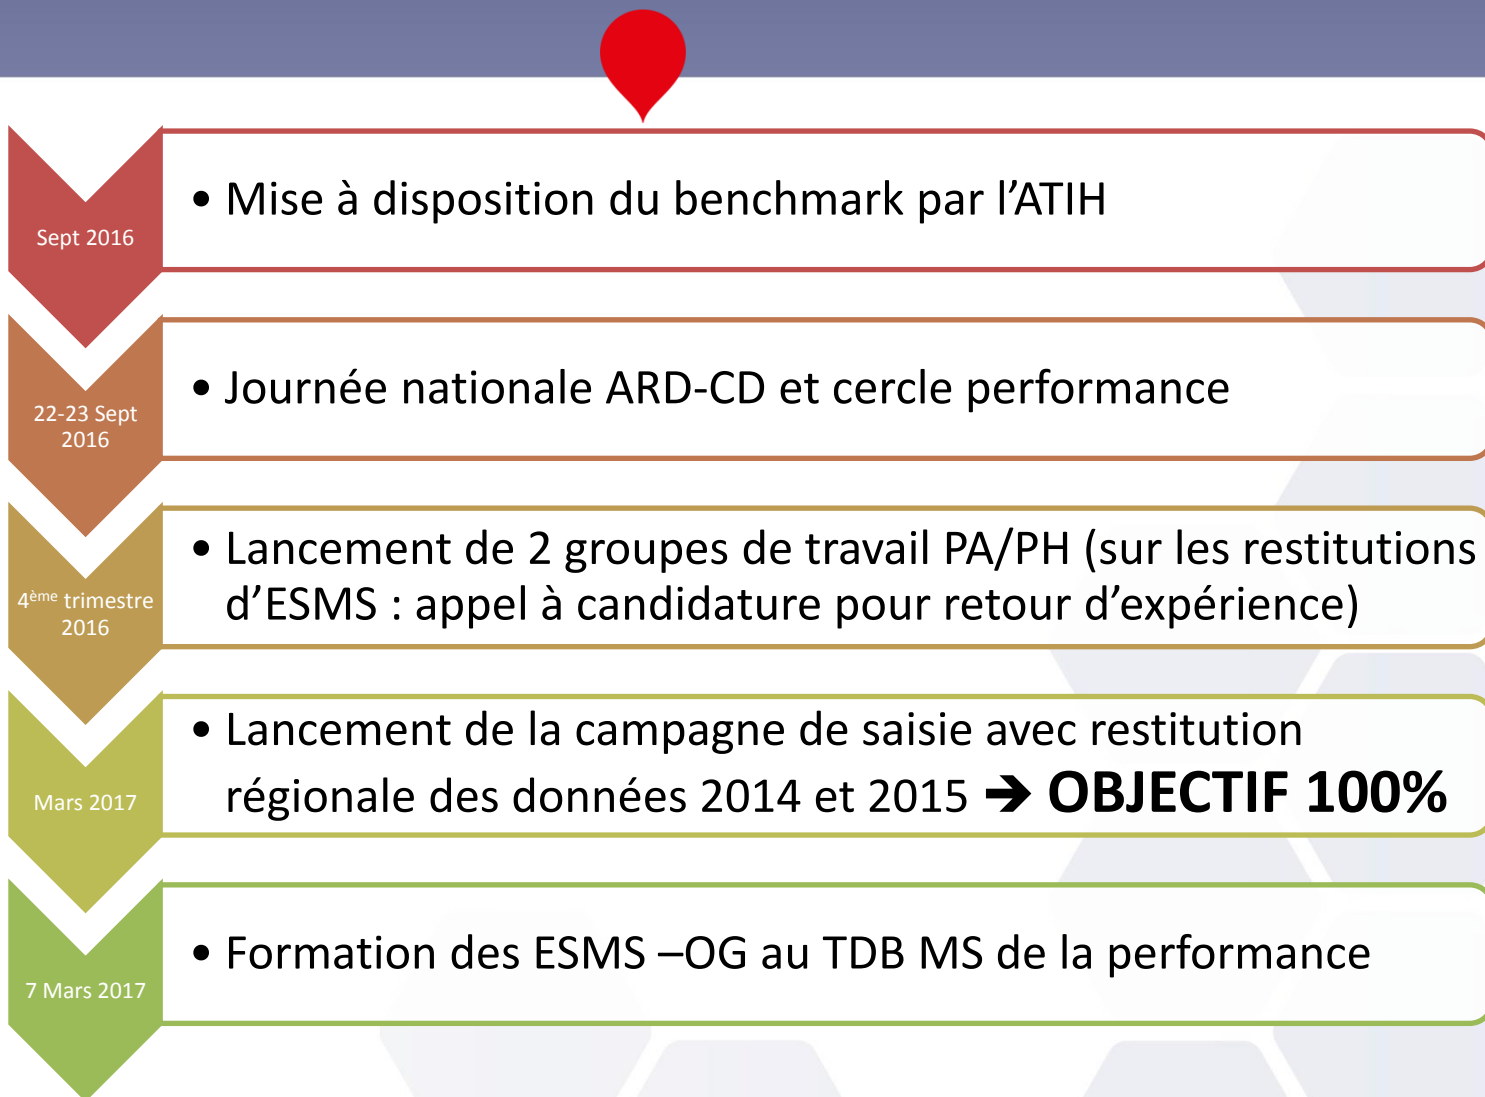 Sept 2016
• Mise à disposition du benchmark par l’ATIH
22-23 Sept
2016
• Journée nationale ARD-CD et cercle performance
4ème trimestre
2016
• Lancement de 2 groupes de travail PA/PH (sur les restitutions
d’ESMS : appel à candidature pour retour d’expérience)
Mars 2017
• Lancement de la campagne de saisie avec restitution
régionale des données 2014 et 2015 ➔ OBJECTIF 100%
7 Mars 2017
• Formation des ESMS –OG au TDB MS de la performance